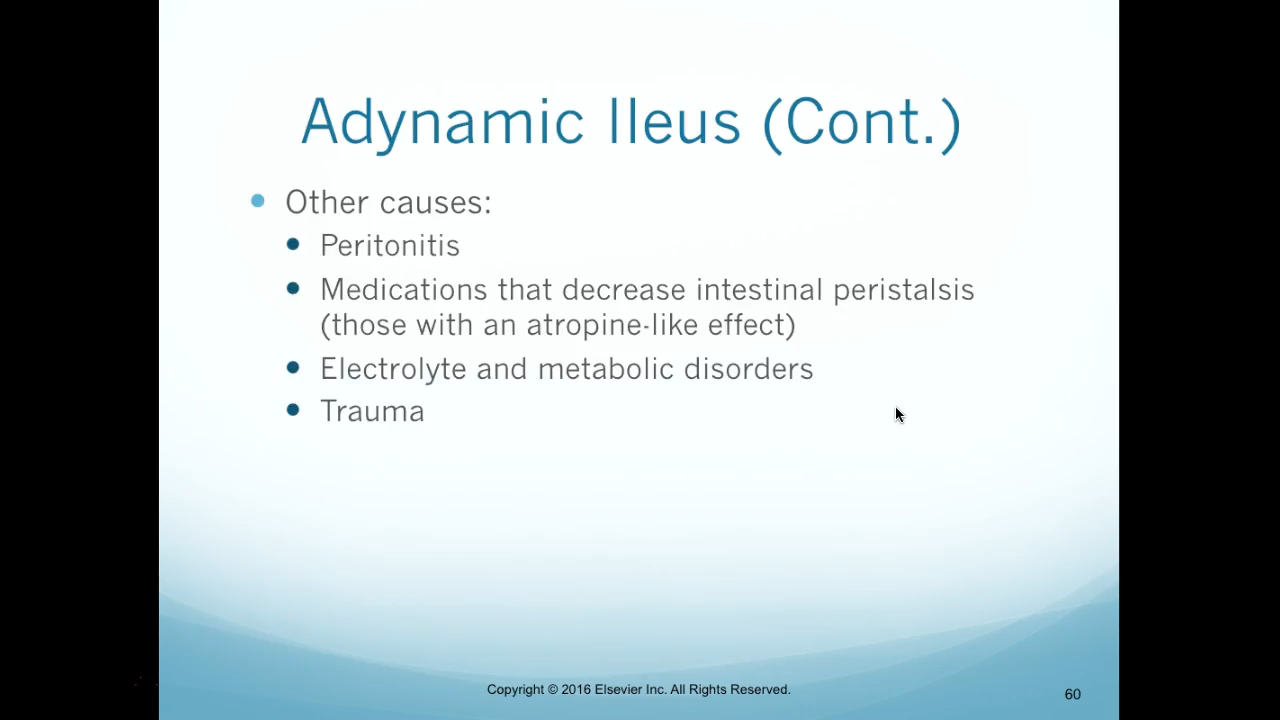 Adynamic Ileus (Cont.)
Other causes:
Peritonitis
Medications that decrease intestinal peristalsis
(those with an atropine-like effect)
Electrolyte and metabolic disorders
Trauma
Copyright © 2016 Elsevier Inc. All Rights Reserved.
60